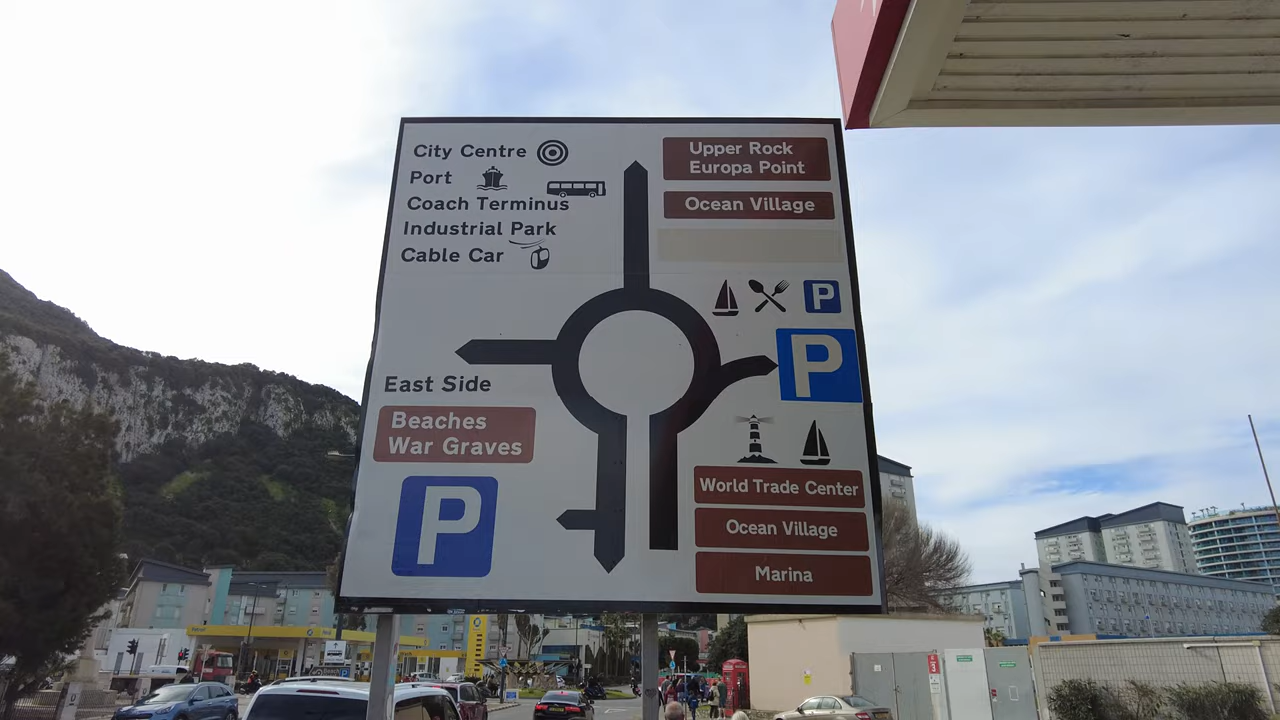 City Centre
Port
Coach Terminus
Industrial Park
Cable Car
Upper Rock
Europa Point
Ocean Village
P
P
East Side
Beaches
War Graves
P
World Trade Center
Ocean Village
Marina